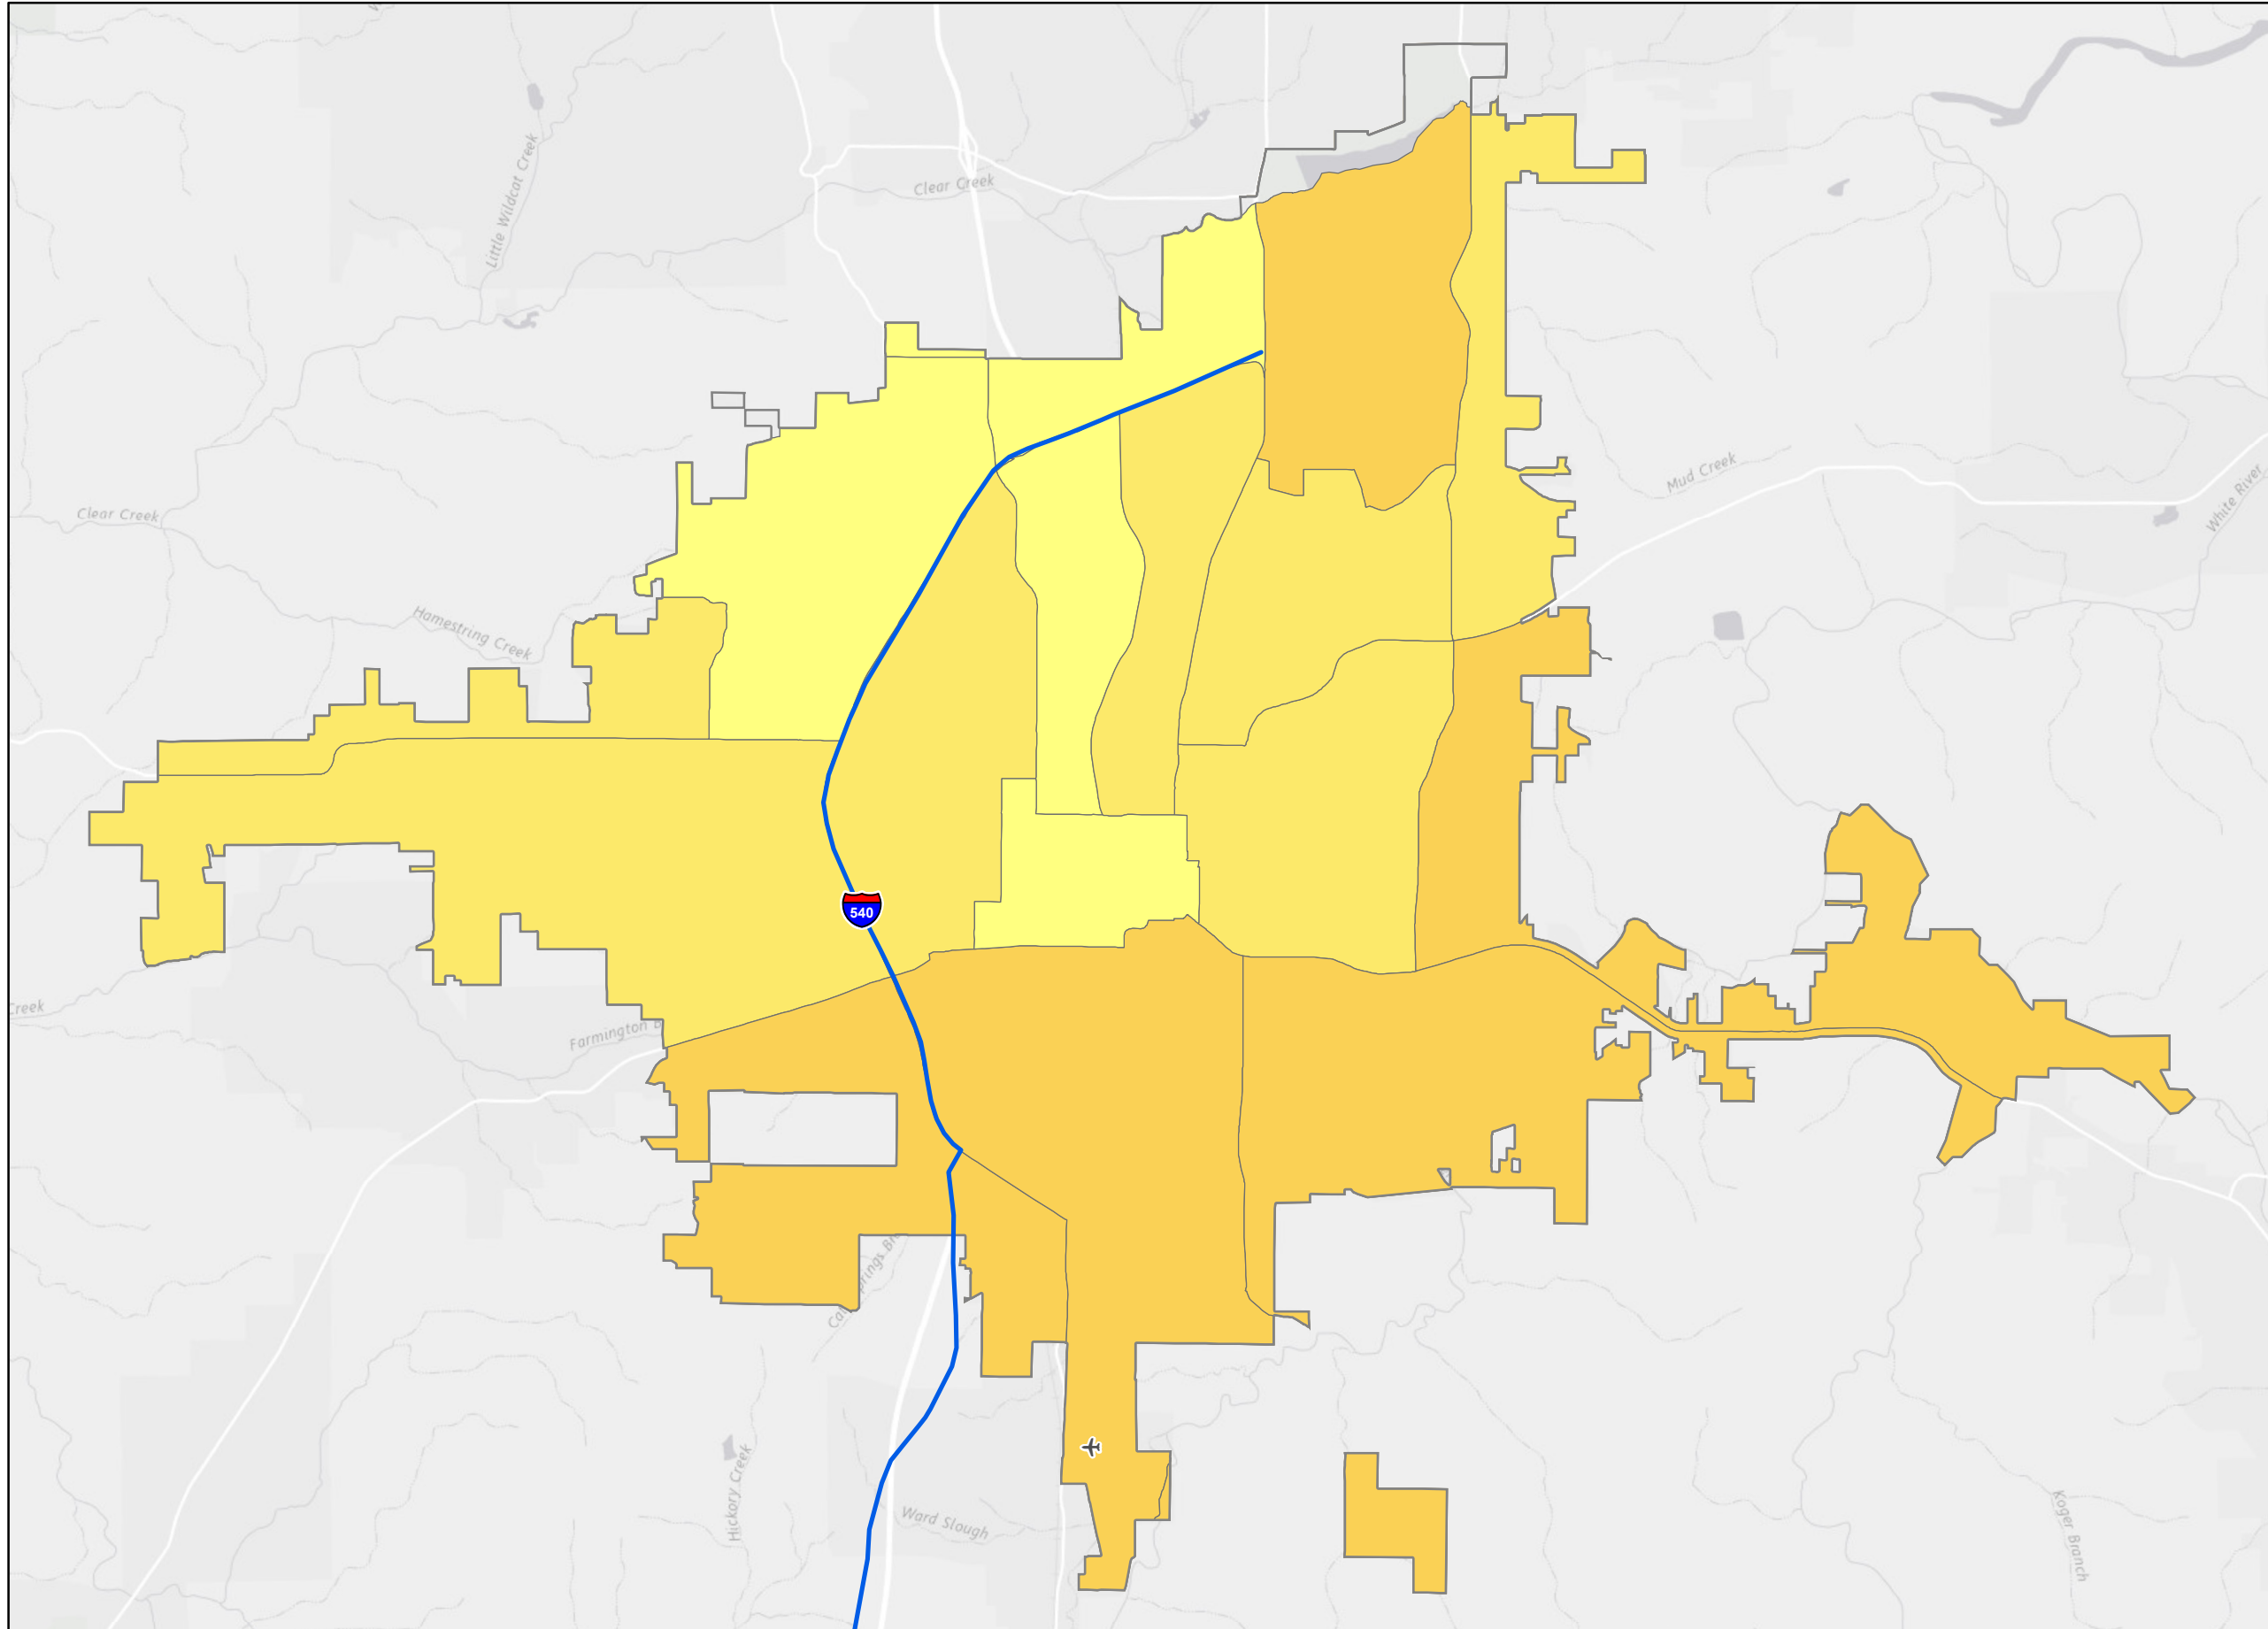 Little Wildcat Creek
Clear Creek
Mud Creek
White River
Clear Creek
Hamestring Creek
540
Creek
Farmington B
Hickory Creek
Ward Slough
Koger Branch